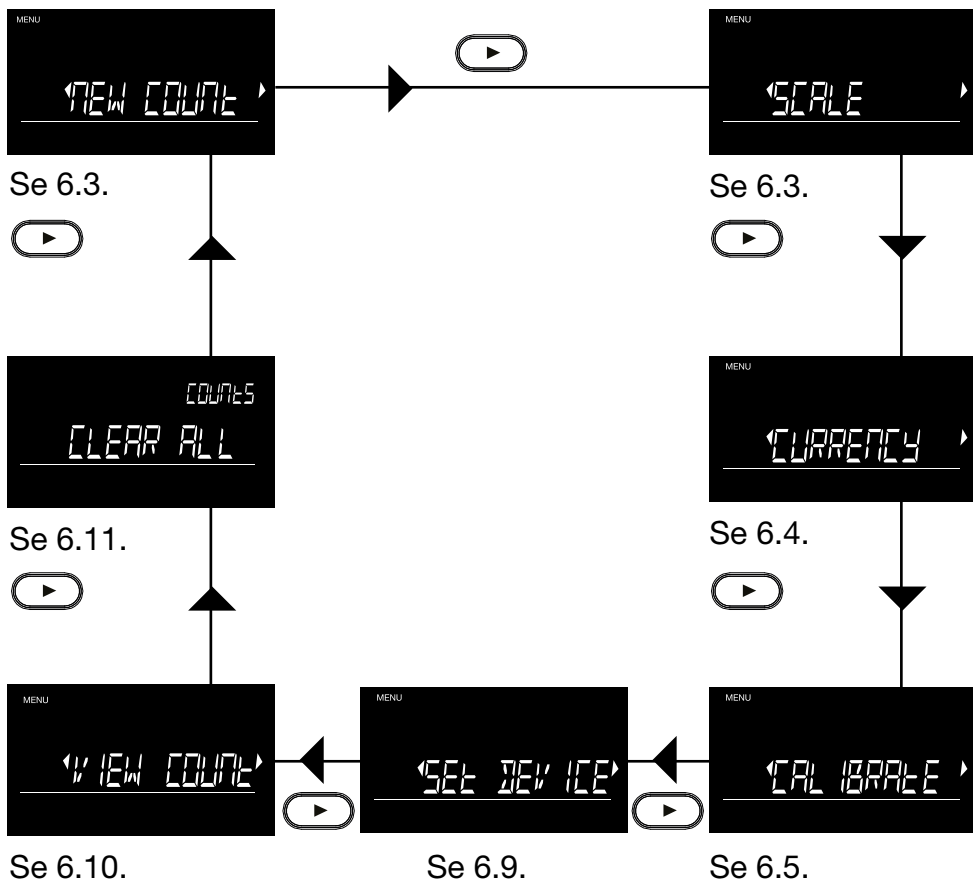 MENU
NEW COUNt
Se 6.3.
MENU
SCALE
Se 6.3.
MENU
CURRENCY
Se 6.4.
MENU
CALIBRAtE
Se 6.5.
MENU
SEt DEVICE
Se 6.9.
MENU
VIEW COUNt
Se 6.10.
COUNtS
CLEAR ALL
Se 6.11.